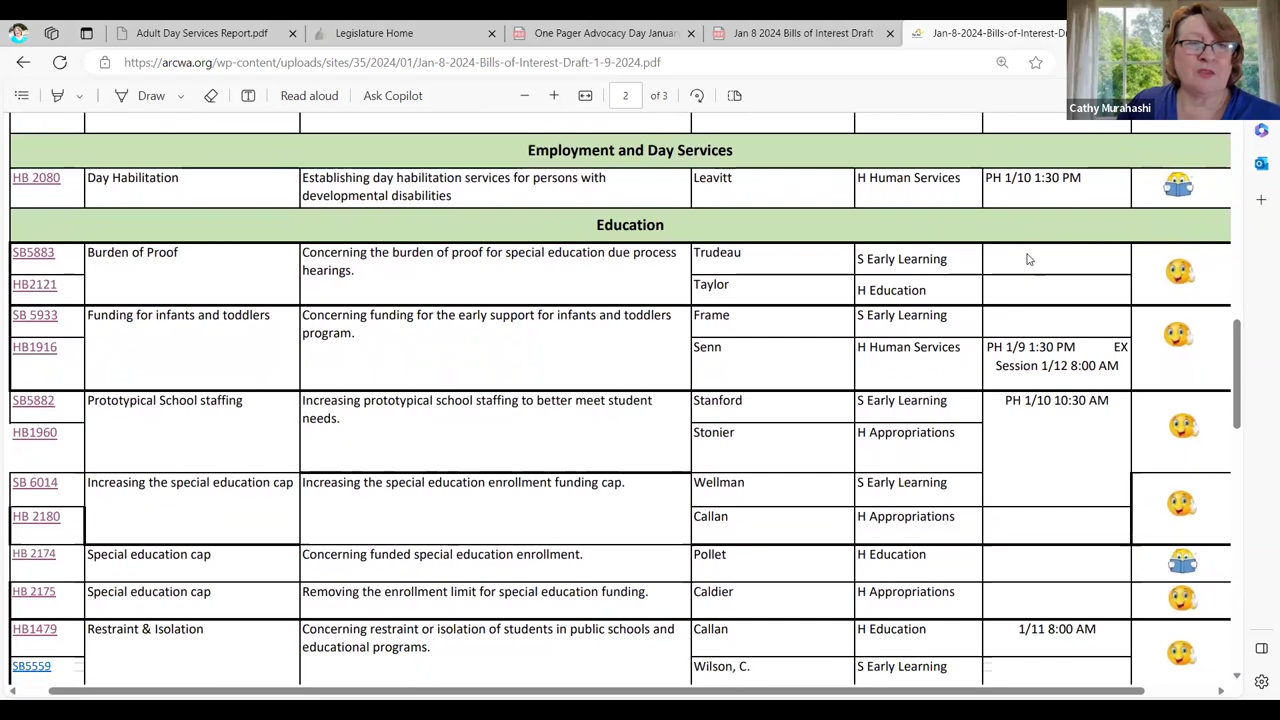 Adult Day Services Report.pdf
Legislature Home
One Pager Advocacy Day Januar
Jan 8 2024 Bills of Interest Draft
Jan-8-2024-Bills-of-Interest-D
https://arcwa.org/wp-content/uploads/sites/35/2024/01/Jan-8-2024-Bills-of-Interest-Draft-1-9-2024.pdf
Draw
Read aloud
Ask Copilot
2
of 3
Cathy Murahashi
Employment and Day Services
HB 2080 Day Habilitation Establishing day habilitation services for persons with Leavitt H Human Services PH 1/10 1:30 PM
developmental disabilities
Education
SB5883 Burden of Proof Concerning the burden of proof for special education due process Trudeau S Early Learning
hearings.
HB2121 Taylor H Education
SB 5933 Funding for infants and toddlers Concerning funding for the early support for infants and toddlers Frame S Early Learning
program.
HB1916 Senn H Human Services PH 1/9 1:30 PM EX
Session 1/12 8:00 AM
SB5882 Prototypical School staffing Increasing prototypical school staffing to better meet student Stanford S Early Learning PH 1/10 10:30 AM
needs.
HB1960 Stonier H Appropriations
SB 6014 Increasing the special education cap Increasing the special education enrollment funding cap. Wellman S Early Learning
HB 2180 Callan H Appropriations
HB 2174 Special education cap Concerning funded special education enrollment. Pollet H Education
HB 2175 Special education cap Removing the enrollment limit for special education funding. Caldier H Appropriations
HB1479 Restraint & Isolation Concerning restraint or isolation of students in public schools and Callan H Education 1/11 8:00 AM
educational programs.
SB5559 Wilson, C. S Early Learning